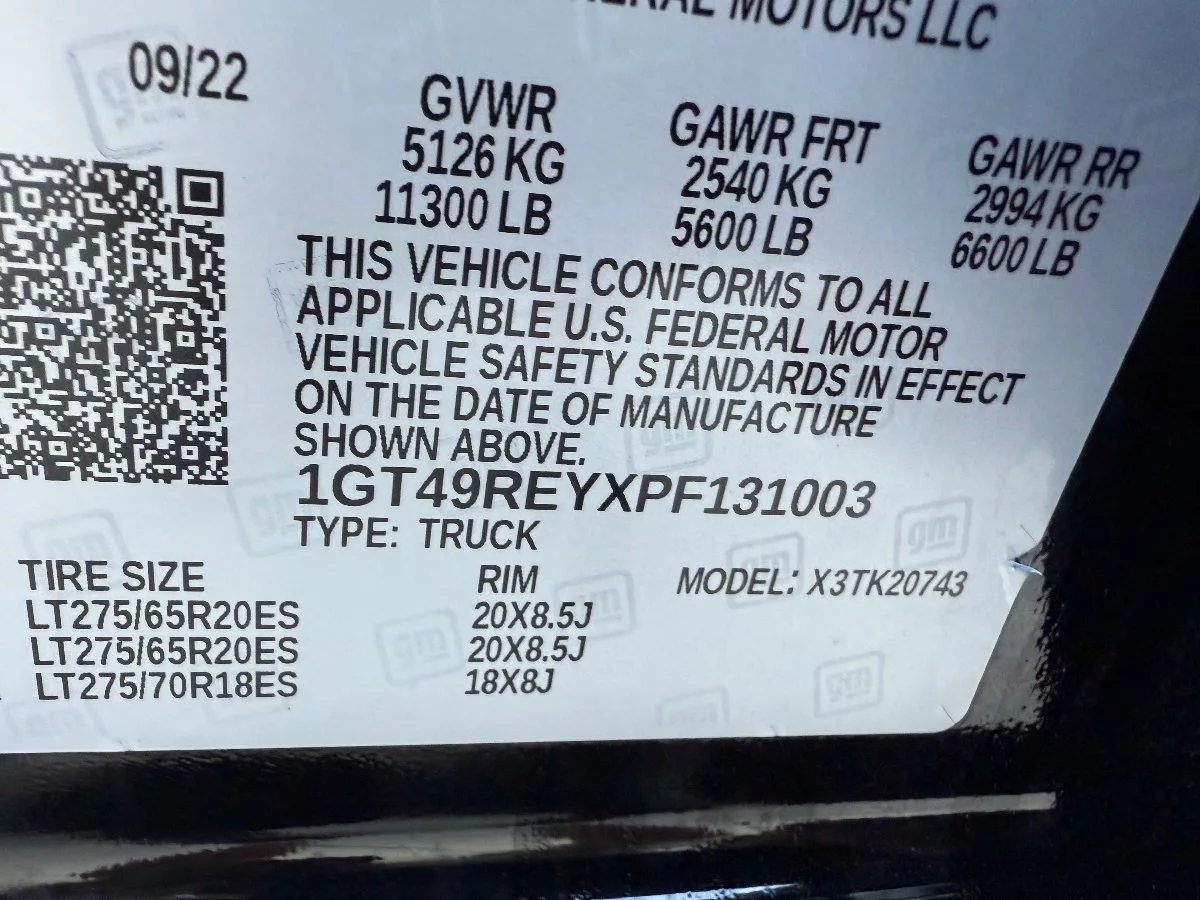 GENERAL MOTORS LLC
09/22
GVWR GAWR FRT GAWR RR
5126 KG 2540 KG 2994 KG
11300 LB 5600 LB 6600 LB
THIS VEHICLE CONFORMS TO ALL
APPLICABLE U.S. FEDERAL MOTOR
VEHICLE SAFETY STANDARDS IN EFFECT
ON THE DATE OF MANUFACTURE
SHOWN ABOVE.
1GT49REYXPF131003
TYPE: TRUCK
TIRE SIZE RIM MODEL: X3TK20743
LT275/65R20ES 20X8.5J
LT275/65R20ES 20X8.5J
LT275/70R18ES 18X8J